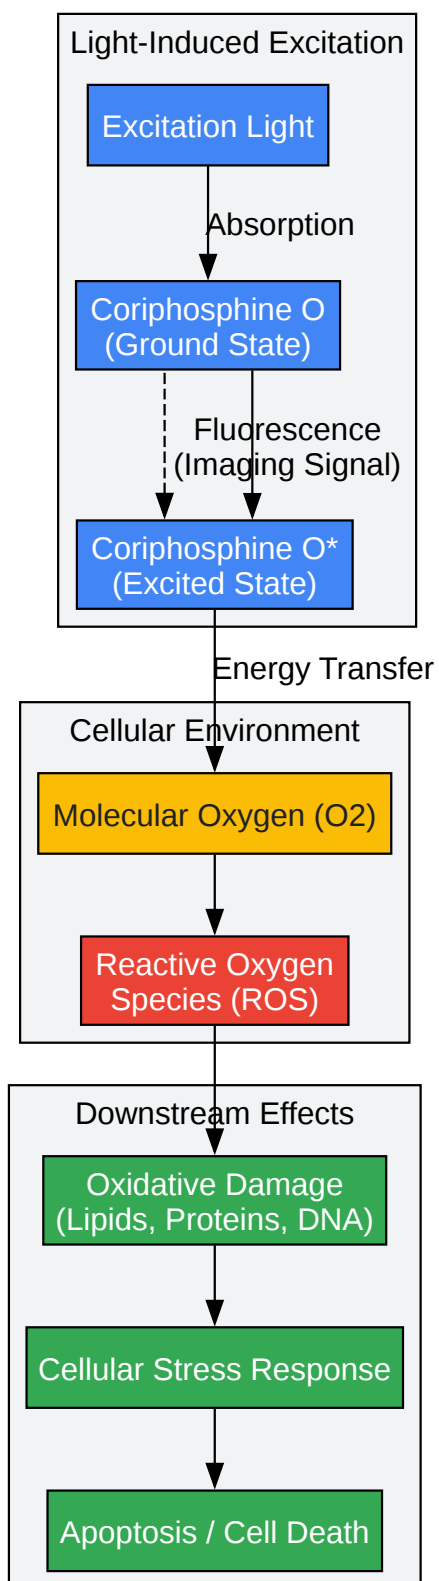 Light-Induced Excitation
Excitation Light
Absorption
Coriphosphine O
(Ground State)
Fluorescence
(Imaging Signal)
Coriphosphine O*
(Excited State)
Energy Transfer
Cellular Environment
Molecular Oxygen (O2)
Reactive Oxygen
Species (ROS)
Downstream Effects
Oxidative Damage
(Lipids, Proteins, DNA)
Cellular Stress Response
Apoptosis / Cell Death